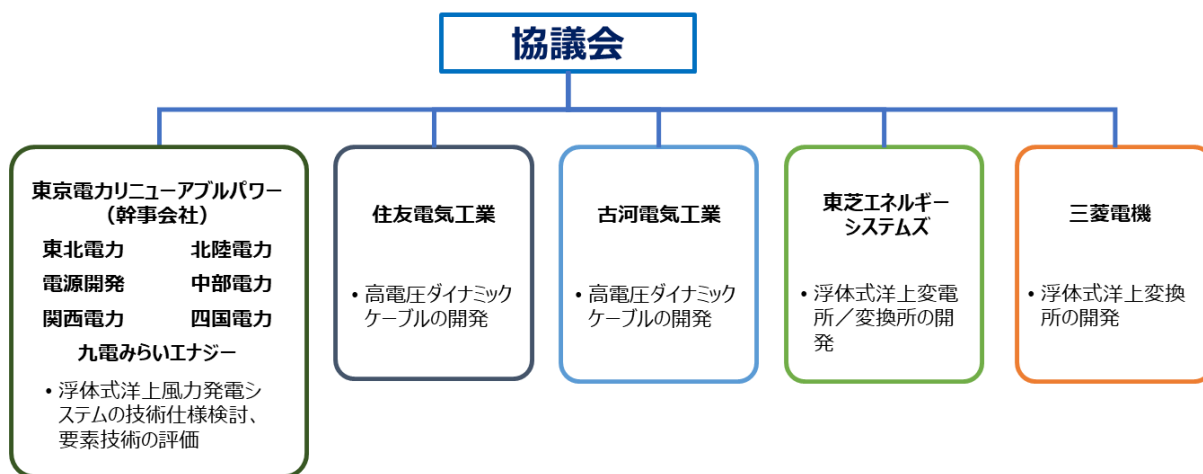 協議会
東京電力リニューアブルパワー
（幹事会社）
東北電力 北陸電力
電源開発 中部電力
関西電力 四国電力
九電みらいエナジー
• 浮体式洋上風力発電シ
ステムの技術仕様検討、
要素技術の評価
住友電気工業
• 高電圧ダイナミック
ケーブルの開発
古河電気工業
• 高電圧ダイナミック
ケーブルの開発
東芝エネルギー
システムズ
• 浮体式洋上変電
所／変換所の開
発
三菱電機
• 浮体式洋上変換
所の開発